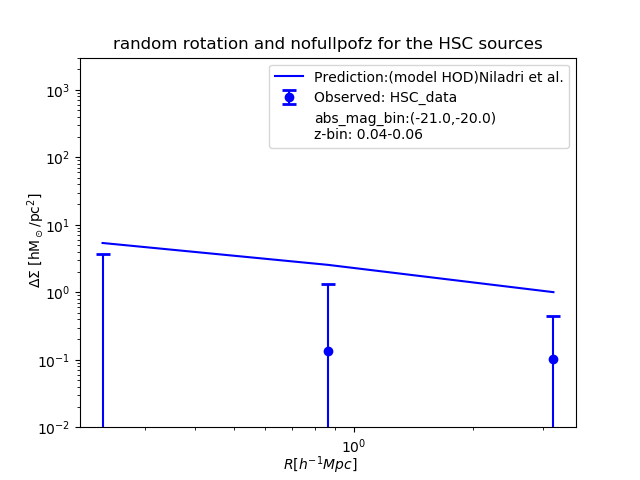 random rotation and nofullpofz for the HSC sources
Prediction:(model HOD)Niladri et al.
Observed: HSC_data
abs_mag_bin:(-21.0,-20.0)
z-bin: 0.04-0.06
ΔΣ [hM⊙/pc²]
10³
10²
10¹
10⁰
10⁻¹
10⁻²
10⁰
R[h⁻¹Mpc]